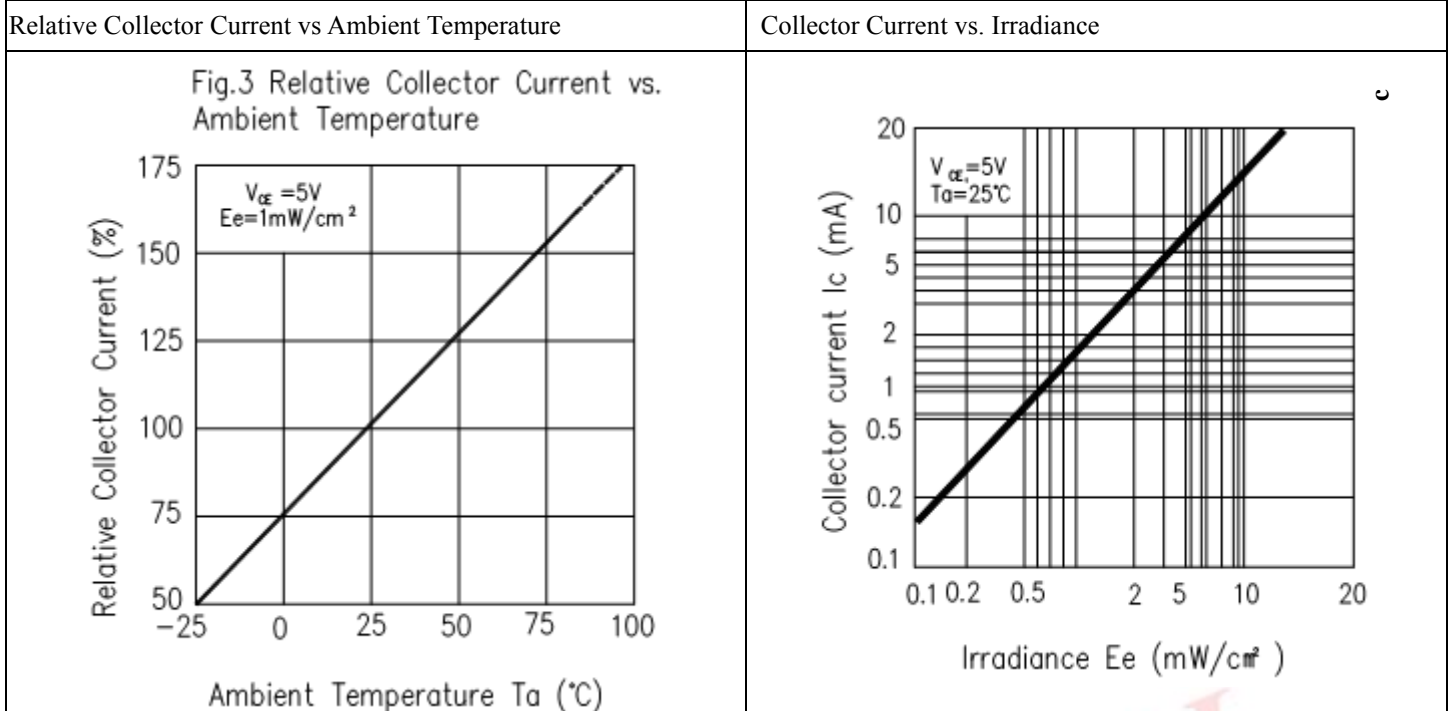 Relative Collector Current vs Ambient Temperature
Collector Current vs. Irradiance
Fig.3 Relative Collector Current vs.
Ambient Temperature
Relative Collector Current (%)
175
150
125
100
75
50
VCE =5V
Ee=1mW/cm²
-25 0 25 50 75 100
Ambient Temperature Ta (°C)
c
Collector current Ic (mA)
20
10
5
2
1
0.5
0.2
0.1
VCE=5V
Ta=25°C
0.1 0.2 0.5 2 5 10 20
Irradiance Ee (mW/cm²)